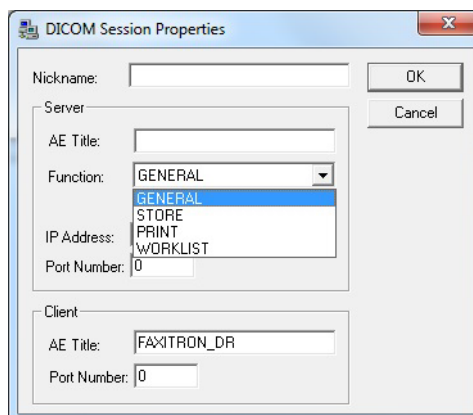 DICOM Session Properties
Nickname:
OK
Server
Cancel
AE Title:
Function: GENERAL
GENERAL
STORE
PRINT
IP Address:
WORKLIST
Port Number: 0
Client
AE Title: FAXITRON_DR
Port Number: 0